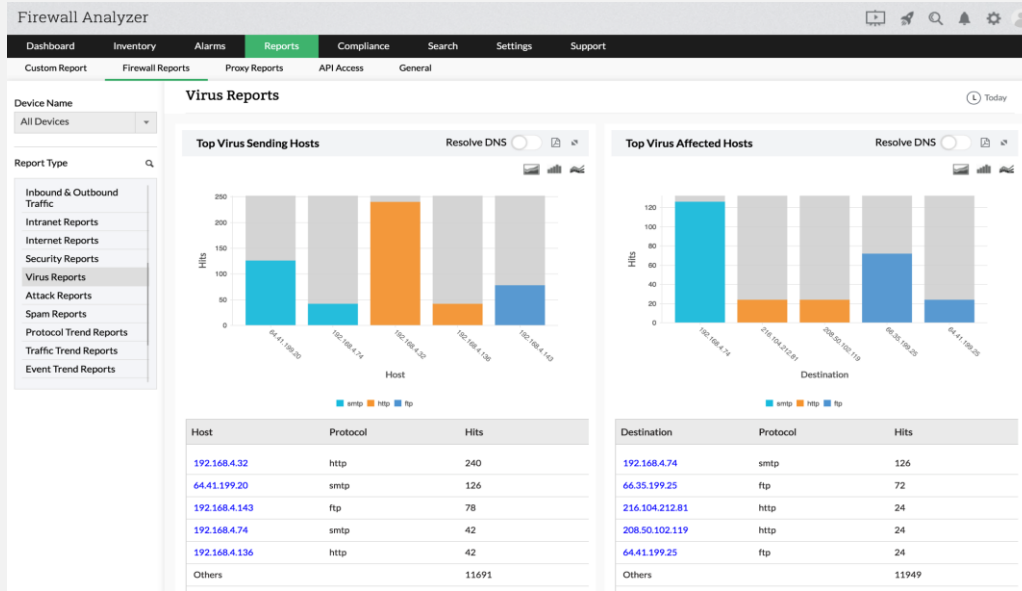 Firewall Analyzer
Dashboard Inventory Alarms Reports Compliance Search Settings Support
Custom Report Firewall Reports Proxy Reports API Access General
Device Name
All Devices
Report Type
Inbound & Outbound
Traffic
Intranet Reports
Internet Reports
Security Reports
Virus Reports
Attack Reports
Spam Reports
Protocol Trend Reports
Traffic Trend Reports
Event Trend Reports
Virus Reports
Today
Top Virus Sending Hosts Resolve DNS
250
200
150
100
50
0
Hits
64.41.199.20 192.168.4.74 192.168.4.32 192.168.4.136 192.168.4.143
Host
smtp http ftp
Host Protocol Hits
192.168.4.32 http 240
64.41.199.20 smtp 126
192.168.4.143 ftp 78
192.168.4.74 smtp 42
192.168.4.136 http 42
Others 11691
Top Virus Affected Hosts Resolve DNS
120
100
80
60
40
20
0
Hits
192.168.4.74 216.104.212.81 208.50.102.119 66.35.199.25 64.41.199.25
Destination
smtp http ftp
Destination Protocol Hits
192.168.4.74 smtp 126
66.35.199.25 ftp 72
216.104.212.81 http 24
208.50.102.119 http 24
64.41.199.25 ftp 24
Others 11949